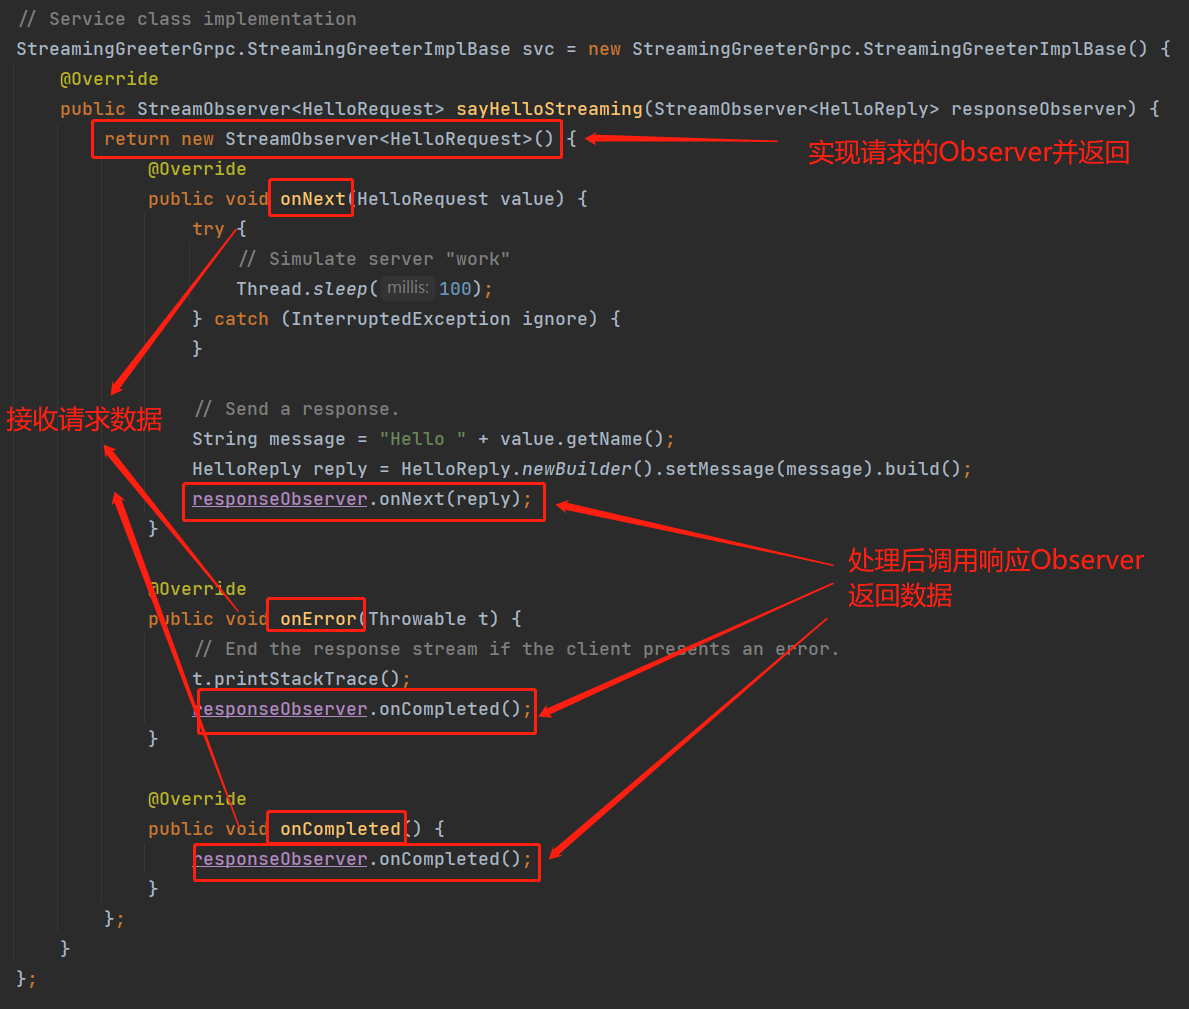 // Service class implementation
StreamingGreeterGrpc.StreamingGreeterImplBase svc = new StreamingGreeterGrpc.StreamingGreeterImplBase() {
@Override
public StreamObserver<HelloRequest> sayHelloStreaming(StreamObserver<HelloReply> responseObserver) {
return new StreamObserver<HelloRequest>() {
实现请求的Observer并返回
@Override
public void onNext(HelloRequest value) {
try {
// Simulate server "work"
Thread.sleep( millis: 100);
} catch (InterruptedException ignore) {
}
// Send a response.
接收请求数据
String message = "Hello " + value.getName();
HelloReply reply = HelloReply.newBuilder().setMessage(message).build();
responseObserver.onNext(reply);
}
处理后调用响应Observer
返回数据
@Override
public void onError(Throwable t) {
// End the response stream if the client presents an error.
t.printStackTrace();
responseObserver.onCompleted();
}
@Override
public void onCompleted() {
responseObserver.onCompleted();
}
};
}
};